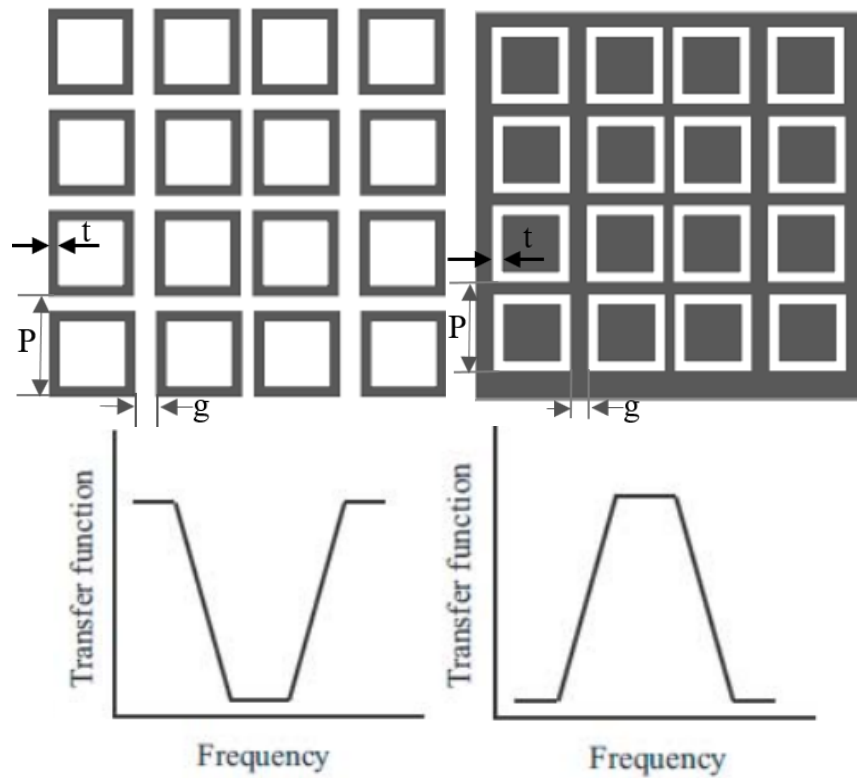 t
t
P
P
g
g
Transfer function
Transfer function
Frequency
Frequency